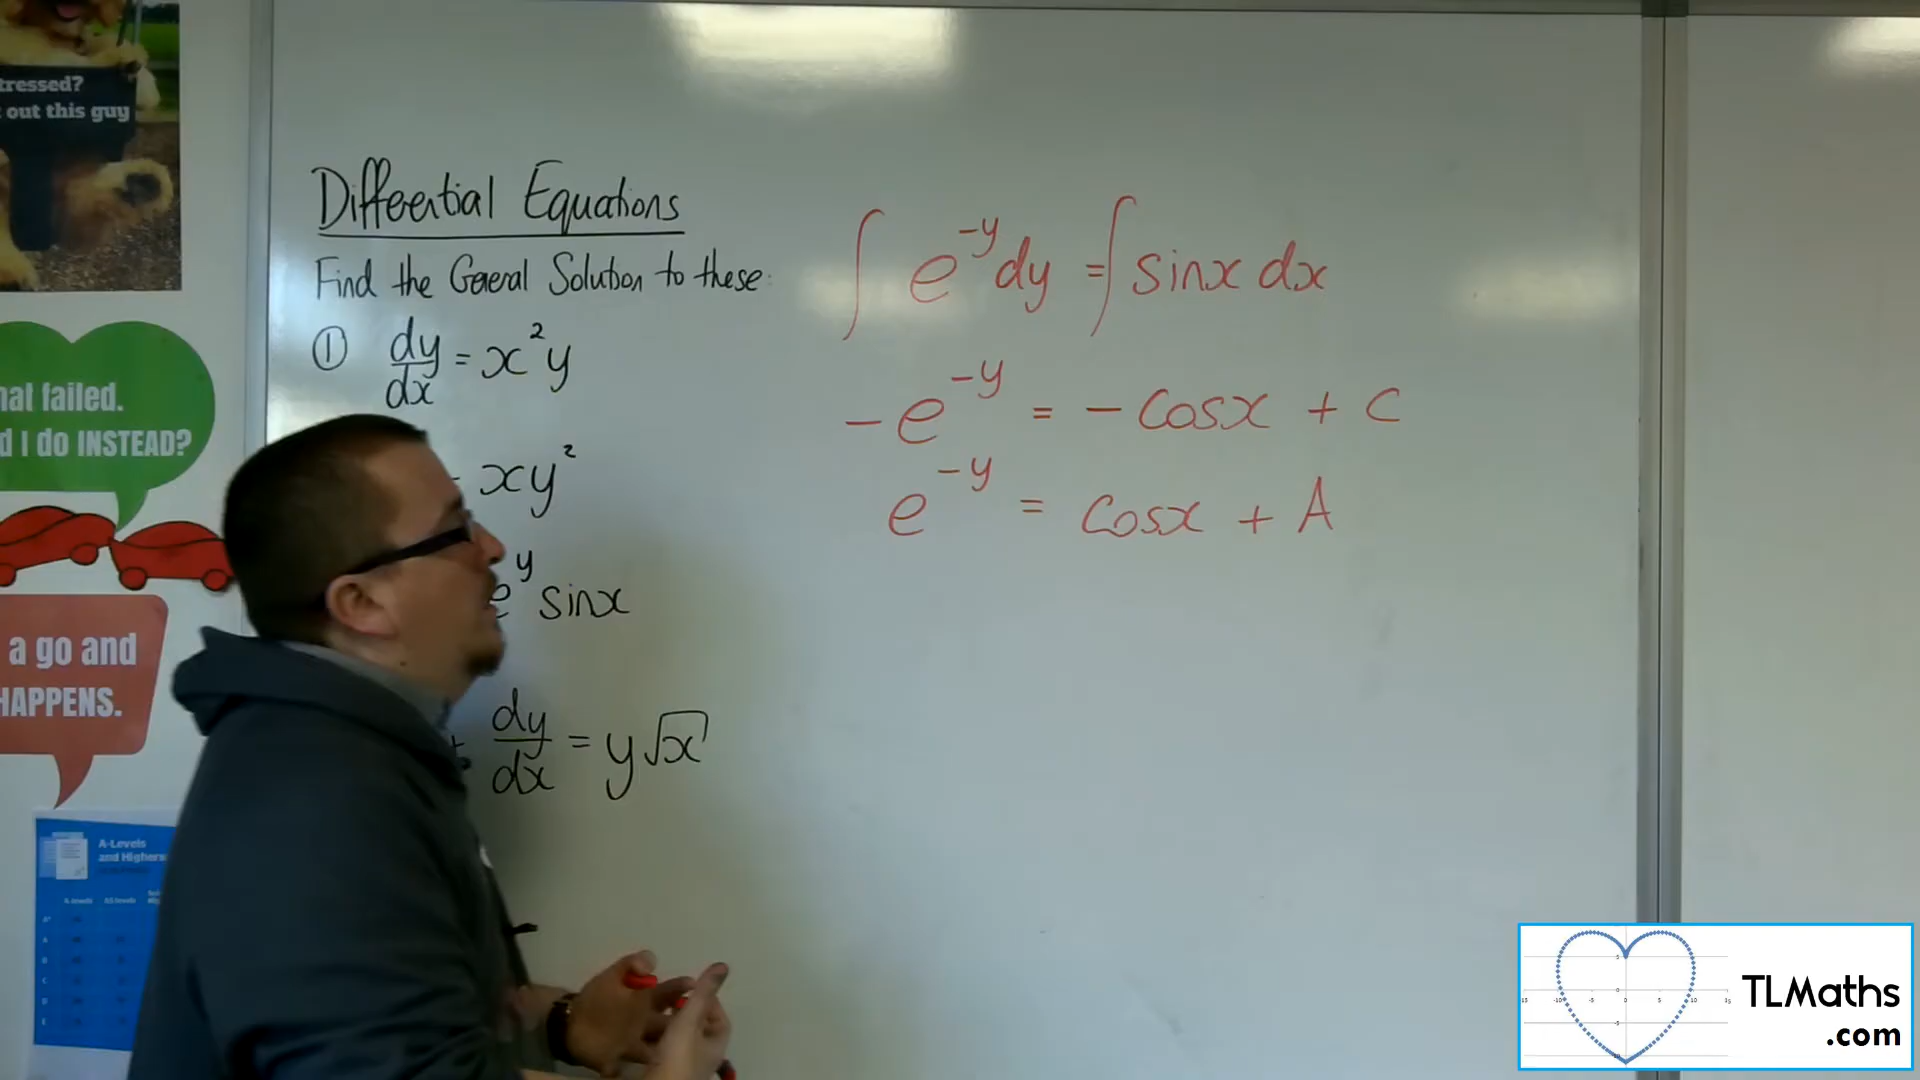 tressed?
out this guy
hat failed.
d I do INSTEAD?
a go and
HAPPENS.
A-Levels
and Highers
Differential Equations
Find the General Solution to these:
① dy/dx = x²y
xy²
e^y sinx
dy/dx = y√x
∫ e^-y dy = ∫ sinx dx
-e^-y = -cosx + c
e^-y = cosx + A
TLMaths
.com